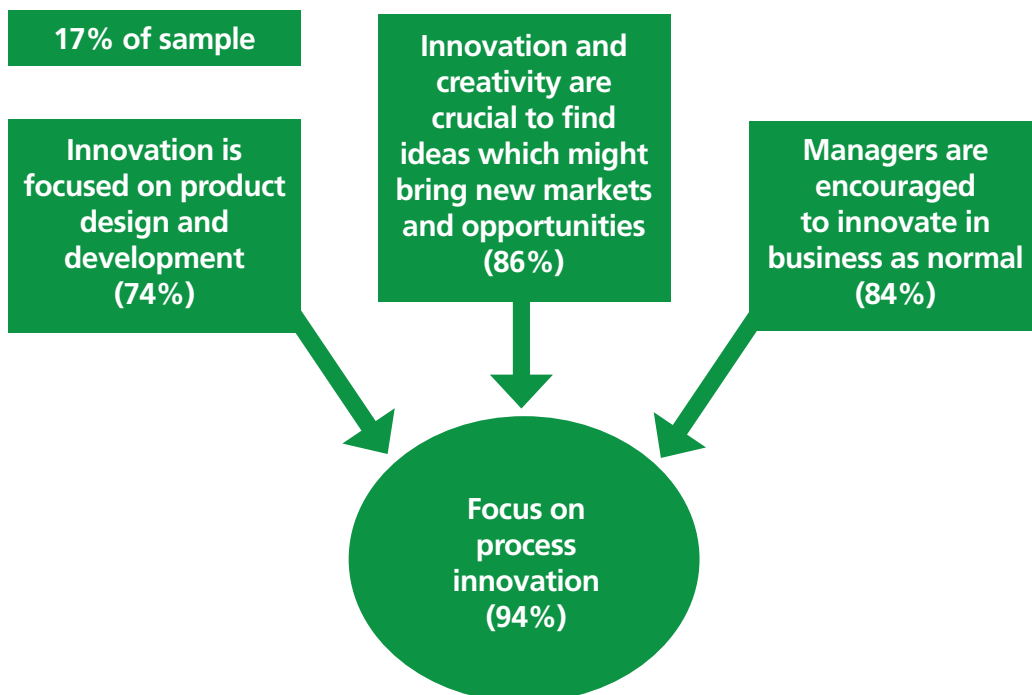 17% of sample
Innovation is
focused on product
design and
development
(74%)
Innovation and
creativity are
crucial to find
ideas which might
bring new markets
and opportunities
(86%)
Managers are
encouraged
to innovate in
business as normal
(84%)
Focus on
process
innovation
(94%)